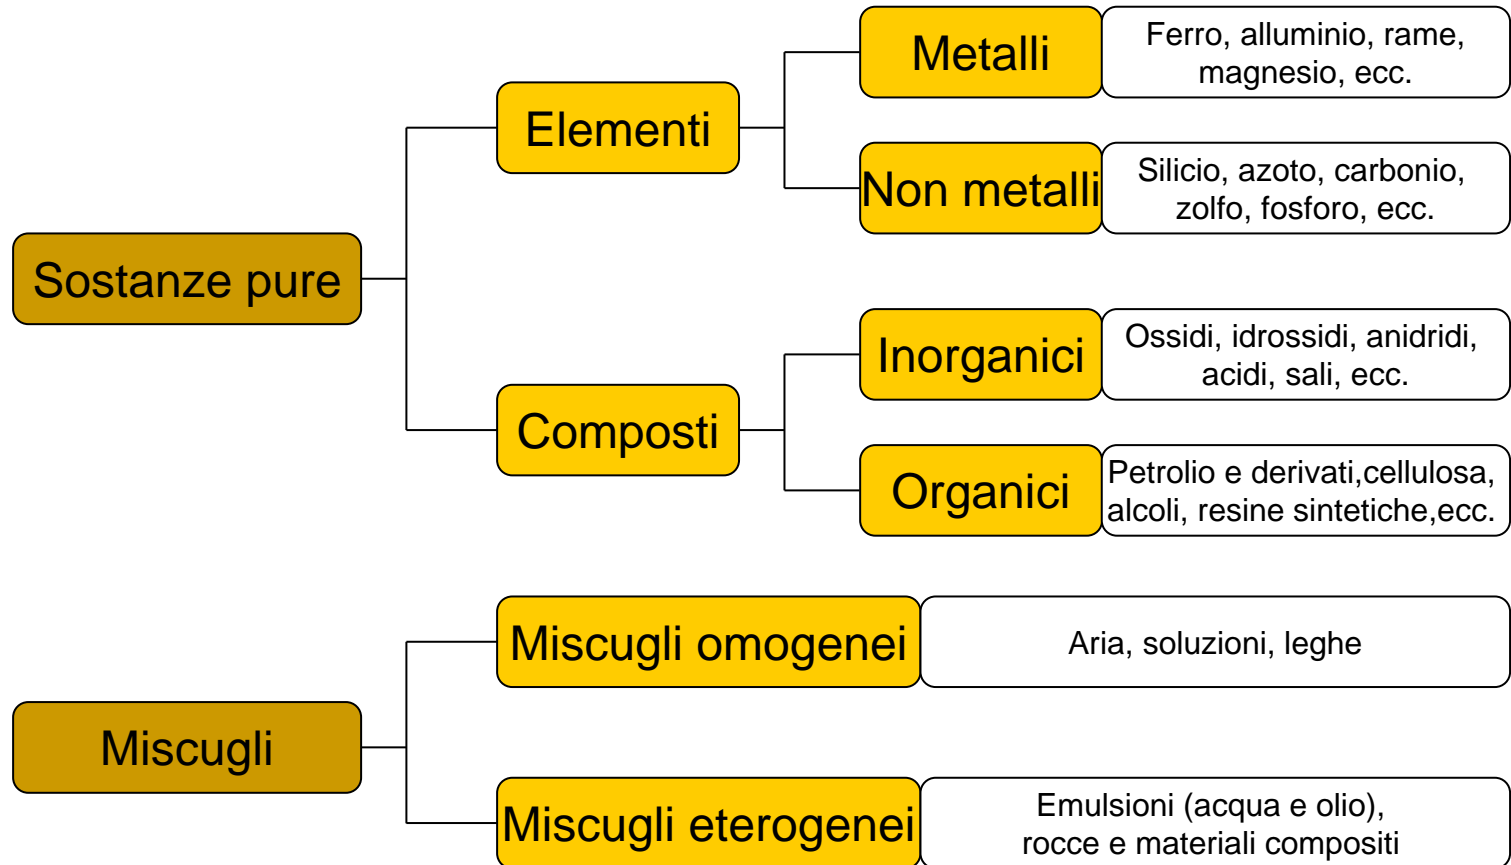 Sostanze pure
Elementi
Metalli
Ferro, alluminio, rame,
magnesio, ecc.
Non metalli
Silicio, azoto, carbonio,
zolfo, fosforo, ecc.
Composti
Inorganici
Ossidi, idrossidi, anidridi,
acidi, sali, ecc.
Organici
Petrolio e derivati,cellulosa,
alcoli, resine sintetiche,ecc.
Miscugli
Miscugli omogenei
Aria, soluzioni, leghe
Miscugli eterogenei
Emulsioni (acqua e olio),
rocce e materiali compositi